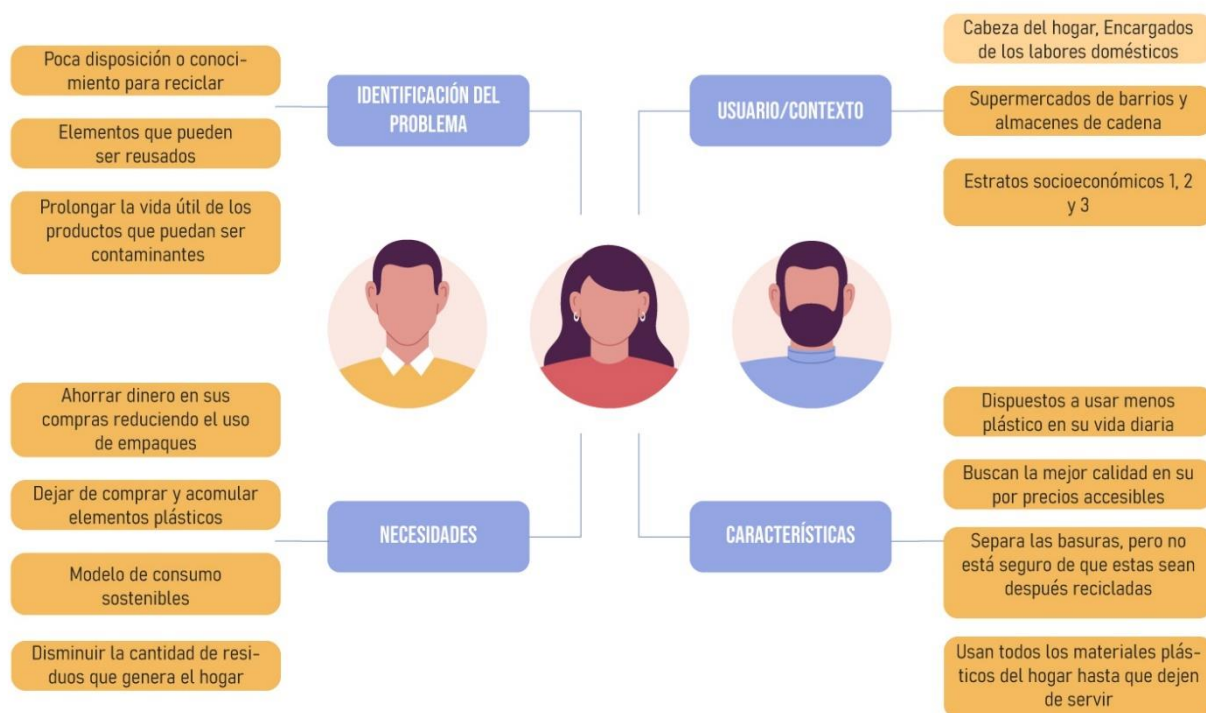 IDENTIFICACIÓN DEL
PROBLEMA
Poca disposición o conoci-
miento para reciclar
Elementos que pueden
ser reusados
Prolongar la vida útil de los
productos que puedan ser
contaminantes
USUARIO/CONTEXTO
Cabeza del hogar, Encargados
de los labores domésticos
Supermercados de barrios y
almacenes de cadena
Estratos socioeconómicos 1, 2
y 3
NECESIDADES
Ahorrar dinero en sus
compras reduciendo el uso
de empaques
Dejar de comprar y acomular
elementos plásticos
Modelo de consumo
sostenibles
Disminuir la cantidad de resi-
duos que genera el hogar
CARACTERÍSTICAS
Dispuestos a usar menos
plástico en su vida diaria
Buscan la mejor calidad en su
por precios accesibles
Separa las basuras, pero no
está seguro de que estas sean
después recicladas
Usan todos los materiales plás-
ticos del hogar hasta que dejen
de servir